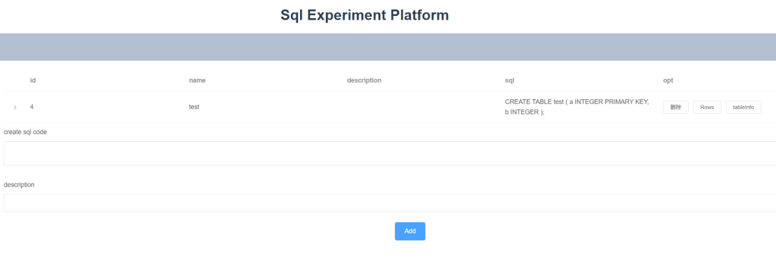 Sql Experiment Platform
id name description sql opt
4 test CREATE TABLE test ( a INTEGER PRIMARY KEY, 删除 Rows tableInfo
b INTEGER );
create sql code
description
Add